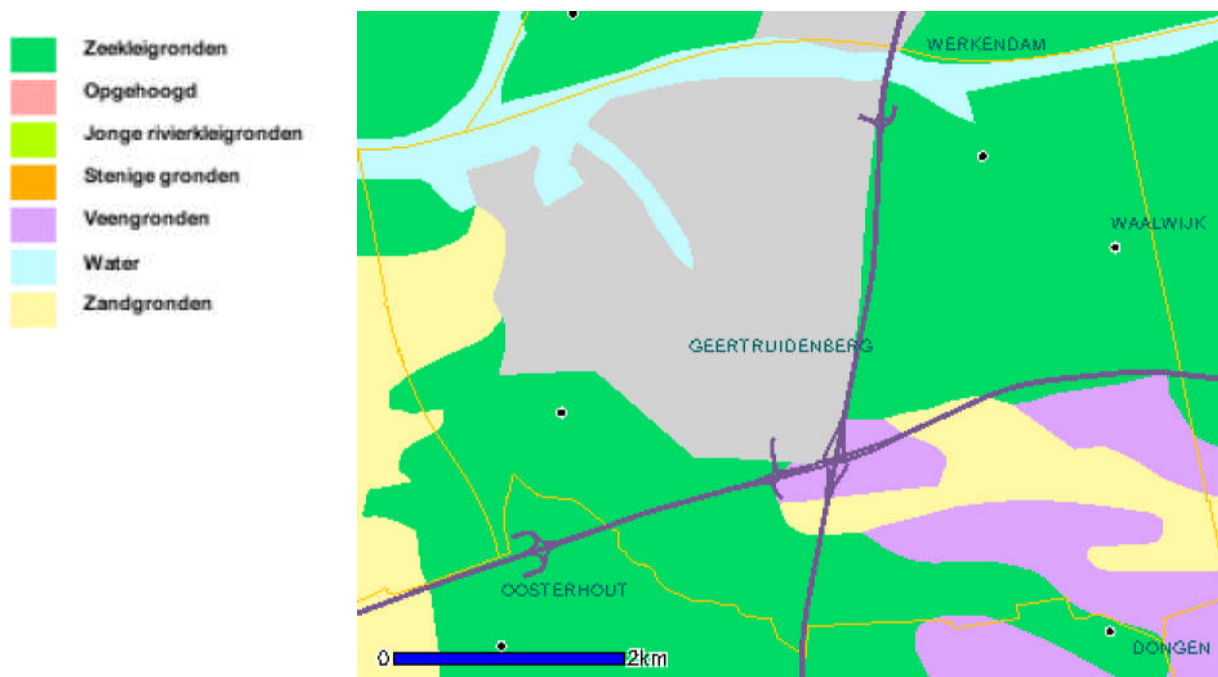 Zeekleigronden
Opgehoogd
Jonge rivierkleigronden
Stenige gronden
Veengronden
Water
Zandgronden
WERKENDAM
WAALWIJK
GEERTRUIDENBERG
OOSTERHOUT
DONGEN
0 2km